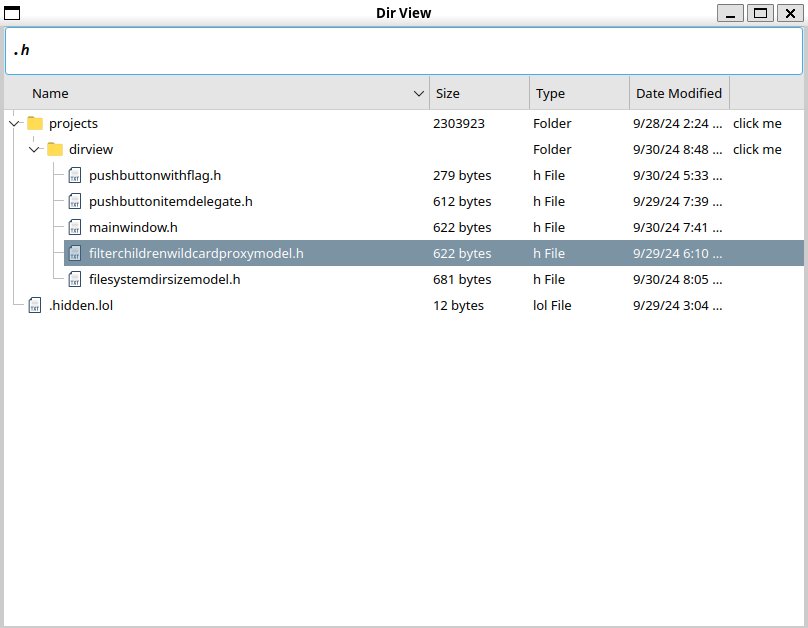 Dir View
.h
Name Size Type Date Modified
projects 2303923 Folder 9/28/24 2:24 ... click me
dirview Folder 9/30/24 8:48 ... click me
pushbuttonwithflag.h 279 bytes h File 9/30/24 5:33 ...
pushbuttonitemdelegate.h 612 bytes h File 9/29/24 7:39 ...
mainwindow.h 622 bytes h File 9/30/24 7:41 ...
filterchildrenwildcardproxymodel.h 622 bytes h File 9/29/24 6:10 ...
filesystemdirsizemodel.h 681 bytes h File 9/30/24 8:05 ...
.hidden.lol 12 bytes lol File 9/29/24 3:04 ...